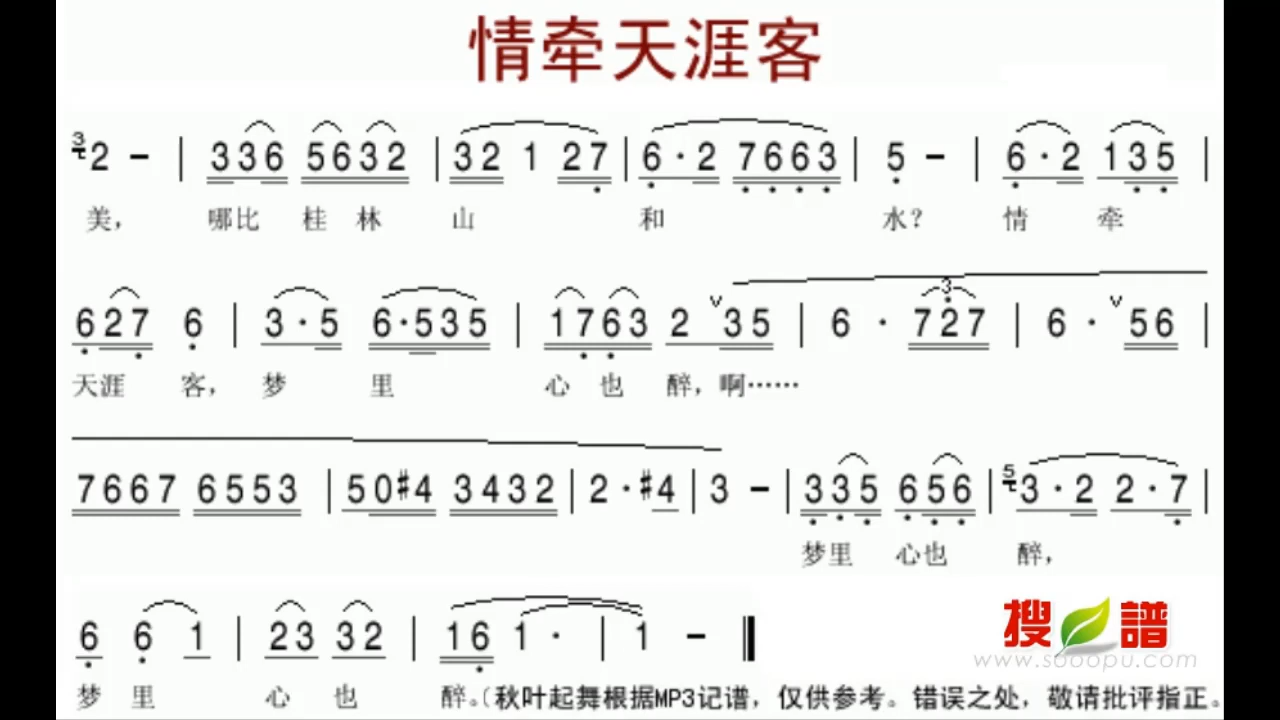 情牵天涯客
3 2 – | 336 5632 | 32 1 27 | 6·2 7663 | 5 – | 6·2 135 |
美， 哪比 桂林 山 和 水？ 情 牵
627 6 | 3·5 6·535 | 1763 2 ∨35 | 6 · 3 727 | 6 · ∨ 56 |
天涯 客，梦 里 心 也 醉，啊……
7667 6553 | 50#4 3432 | 2·#4 | 3 – | 335 656 | 5 3·2 2·7 |
梦里 心也 醉，
6 6 1 | 23 32 | 16 1 · | 1 – ‖
梦 里 心 也 醉。（秋叶起舞根据MP3记谱，仅供参考。错误之处，敬请批评指正。
搜譜
www.sooopu.com